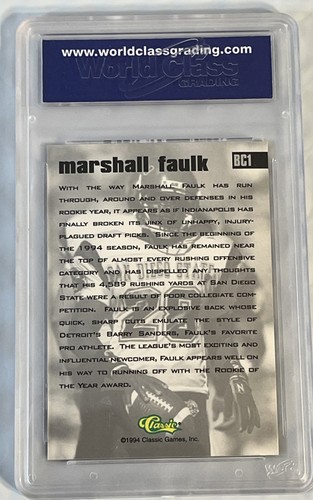 www.worldclassgrading.com
World Class
GRADING
marshall faulk BC1
WITH THE WAY MARSHALL FAULK HAS RUN
THROUGH, AROUND AND OVER DEFENSES IN HIS
ROOKIE YEAR, IT APPEARS AS IF INDIANAPOLIS HAS
FINALLY BROKEN ITS JINX OF UNHAPPY, INJURY-
PLAGUED DRAFT PICKS. SINCE THE BEGINNING OF
THE 1994 SEASON, FAULK HAS REMAINED NEAR
THE TOP OF ALMOST EVERY RUSHING OFFENSIVE
CATEGORY AND HAS DISPELLED ANY THOUGHTS
THAT HIS 4,589 RUSHING YARDS AT SAN DIEGO
STATE WERE A RESULT OF POOR COLLEGIATE COM-
PETITION. FAULK IS AN EXPLOSIVE BACK WHOSE
QUICK, SHARP CUTS EMULATE THE STYLE OF
DETROIT'S BARRY SANDERS, FAULK'S FAVORITE
PRO ATHLETE. THE LEAGUE'S MOST EXCITING AND
INFLUENTIAL NEWCOMER, FAULK APPEARS WELL ON
HIS WAY TO RUNNING OFF WITH THE ROOKIE OF
THE YEAR AWARD.
SAN DIEGO STATE
28
Classic
©1994 Classic Games, Inc.